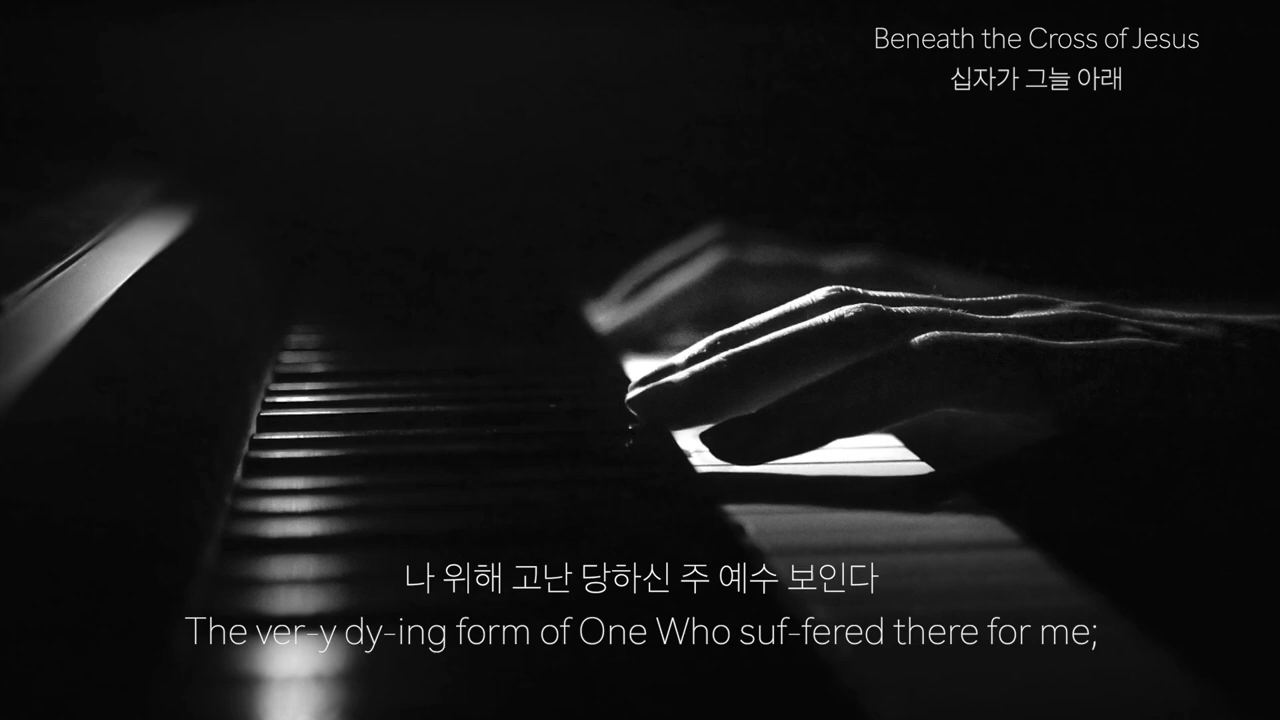 Beneath the Cross of Jesus
십자가 그늘 아래
나 위해 고난 당하신 주 예수 보인다
The ver-y dy-ing form of One Who suf-fered there for me;